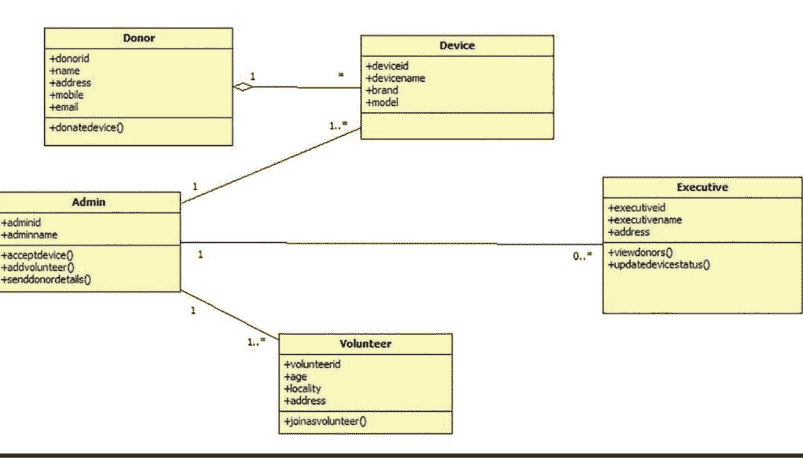 Donor
+donorid
+name
+address
+mobile
+email
+donatedevice()
1
*
Device
+deviceid
+devicename
+brand
+model
1..*
1
Admin
+adminid
+adminname
+acceptdevice()
+addvolunteer()
+senddonordetails()
1
0..*
Executive
+executiveid
+executivename
+address
+viewdonors()
+updatedevicestatus()
1
1..*
Volunteer
+volunteerid
+age
+locality
+address
+joinasvolunteer()